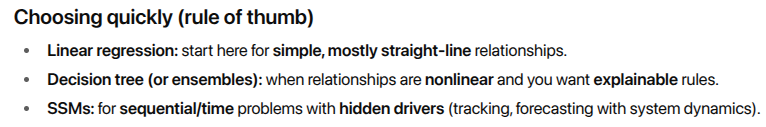 Choosing quickly (rule of thumb)
• Linear regression: start here for simple, mostly straight-line relationships.
• Decision tree (or ensembles): when relationships are nonlinear and you want explainable rules.
• SSMs: for sequential/time problems with hidden drivers (tracking, forecasting with system dynamics).